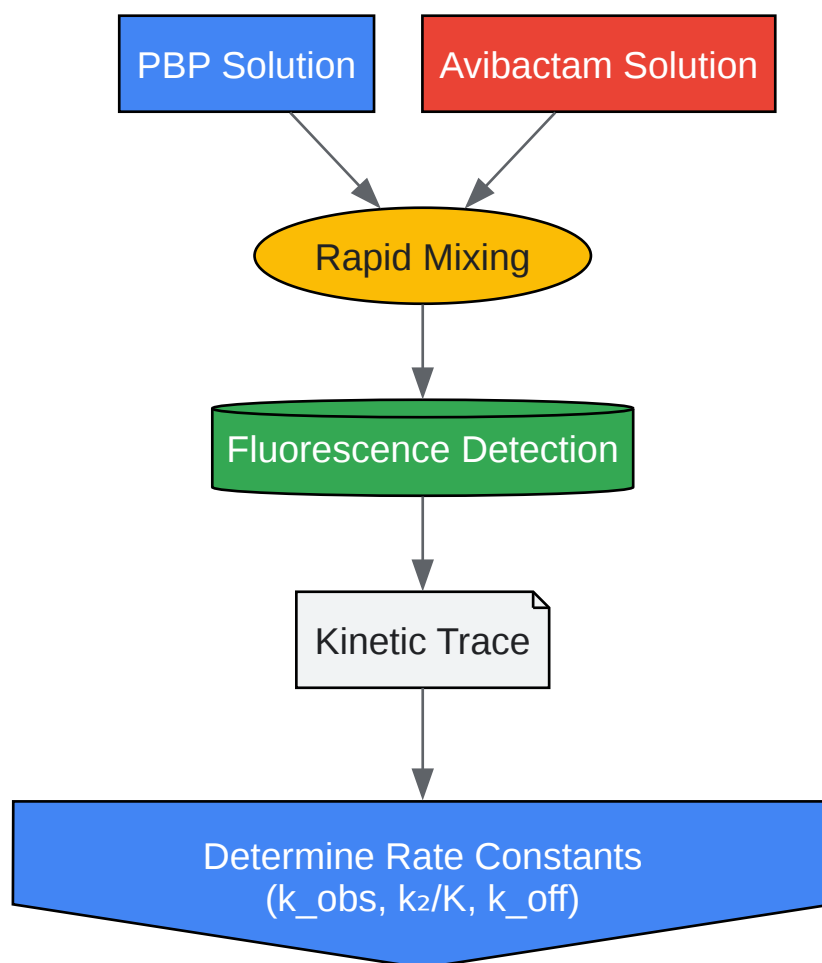 PBP Solution
Avibactam Solution
Rapid Mixing
Fluorescence Detection
Kinetic Trace
Determine Rate Constants
(k_obs, k₂/K, k_off)